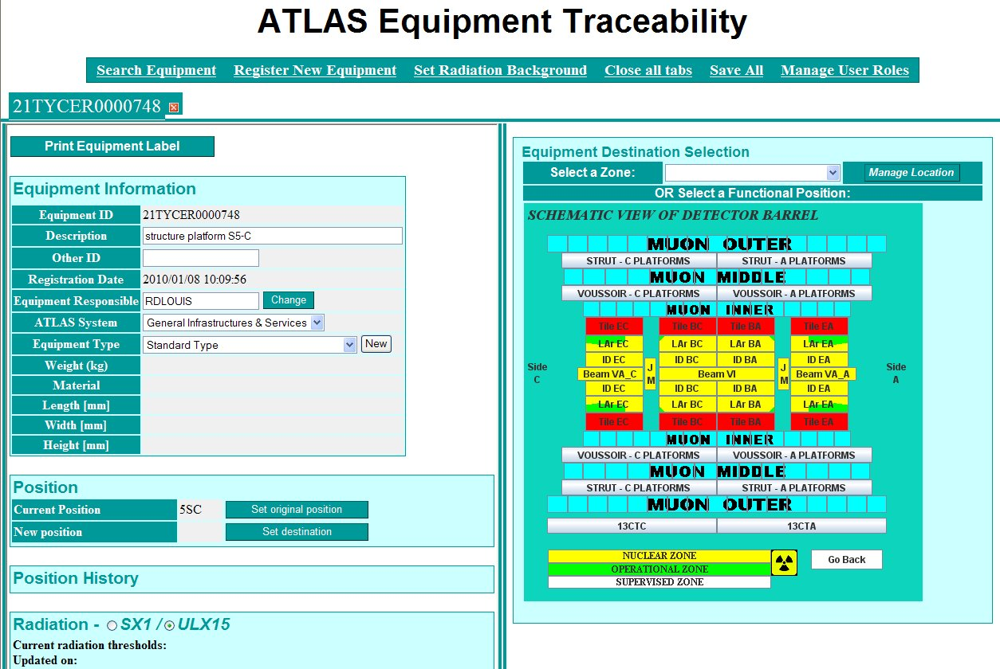 ATLAS Equipment Traceability
Search Equipment Register New Equipment Set Radiation Background Close all tabs Save All Manage User Roles
21TYCER0000748
Print Equipment Label
Equipment Information
Equipment ID 21TYCER0000748
Description structure platform S5-C
Other ID
Registration Date 2010/01/08 10:09:56
Equipment Responsible RDLOUIS Change
ATLAS System General Infrastructures & Services
Equipment Type Standard Type New
Weight (kg)
Material
Length [mm]
Width [mm]
Height [mm]
Position
Current Position 5SC Set original position
New position Set destination
Position History
Radiation - SX1 / ULX15
Current radiation thresholds:
Updated on:
Equipment Destination Selection
Select a Zone: Manage Location
OR Select a Functional Position:
SCHEMATIC VIEW OF DETECTOR BARREL
MUON OUTER
STRUT - C PLATFORMS STRUT - A PLATFORMS
MUON MIDDLE
VOUSSOIR - C PLATFORMS VOUSSOIR - A PLATFORMS
MUON INNER
Tile EC Tile BC Tile BA Tile EA
LAr EC LAr BC LAr BA LAr EA
ID EC ID BC ID BA ID EA
Side C Beam VA_C JM Beam VI JM Beam VA_A Side A
ID EC ID BC ID BA ID EA
LAr EC LAr BC LAr BA LAr EA
Tile EC Tile BC Tile BA Tile EA
MUON INNER
VOUSSOIR - C PLATFORMS VOUSSOIR - A PLATFORMS
MUON MIDDLE
STRUT - C PLATFORMS STRUT - A PLATFORMS
MUON OUTER
13CTC 13CTA
NUCLEAR ZONE
OPERATIONAL ZONE
SUPERVISED ZONE
Go Back